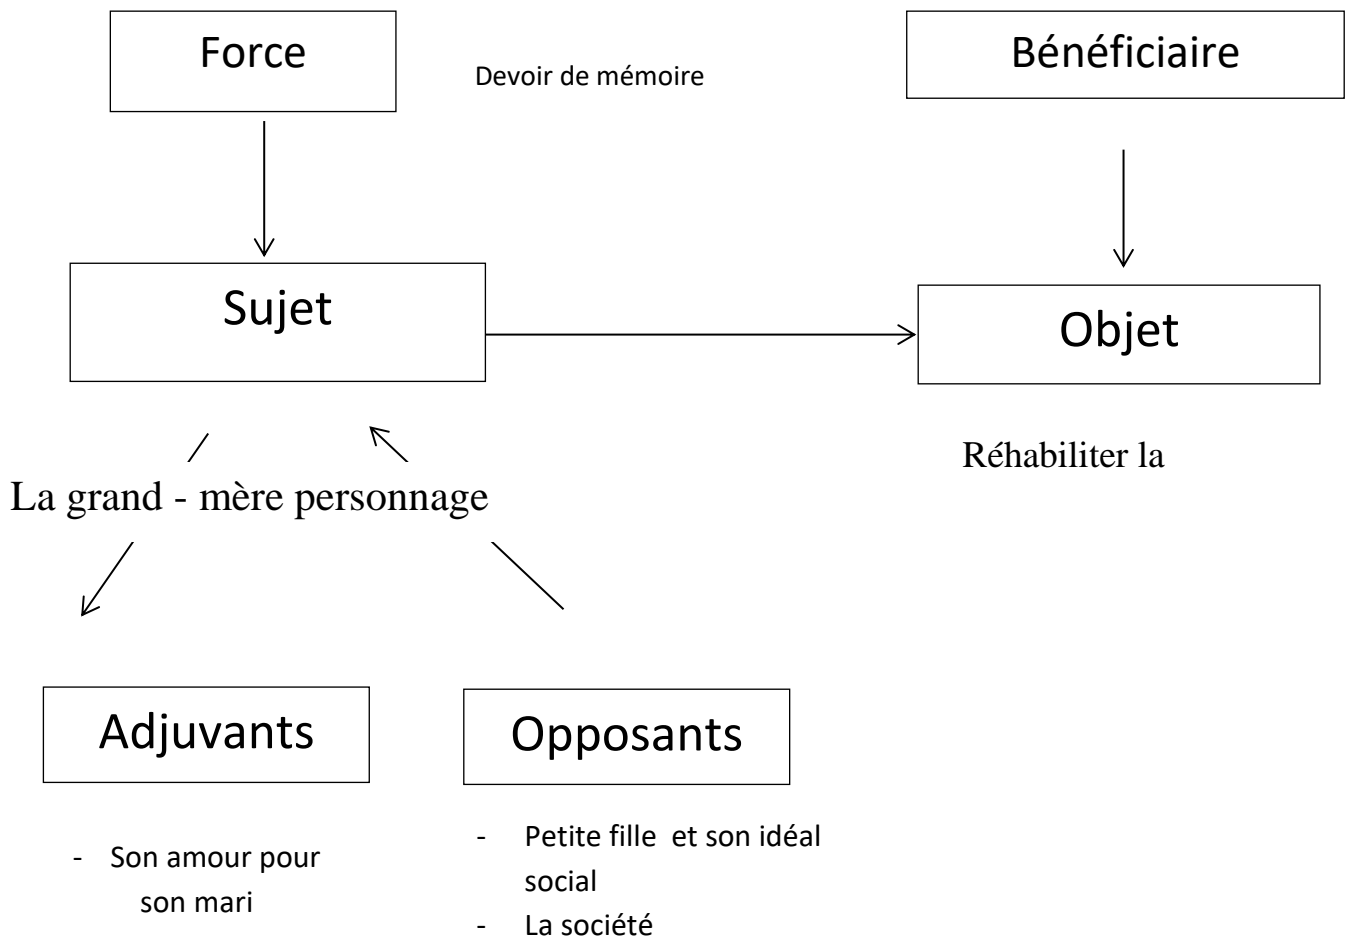 Force
Devoir de mémoire
Bénéficiaire
Sujet
Objet
Réhabiliter la
La grand - mère personnage
Adjuvants
Opposants
- Son amour pour
son mari
- Petite fille et son idéal
social
- La société